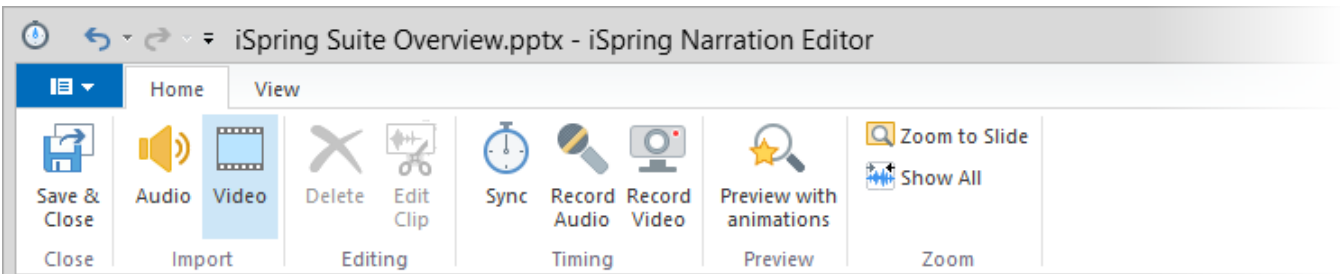 iSpring Suite Overview.pptx - iSpring Narration Editor
Home View
Save & Close
Audio
Video
Delete
Edit Clip
Sync
Record Audio
Record Video
Preview with animations
Zoom to Slide
Show All
Close
Import
Editing
Timing
Preview
Zoom